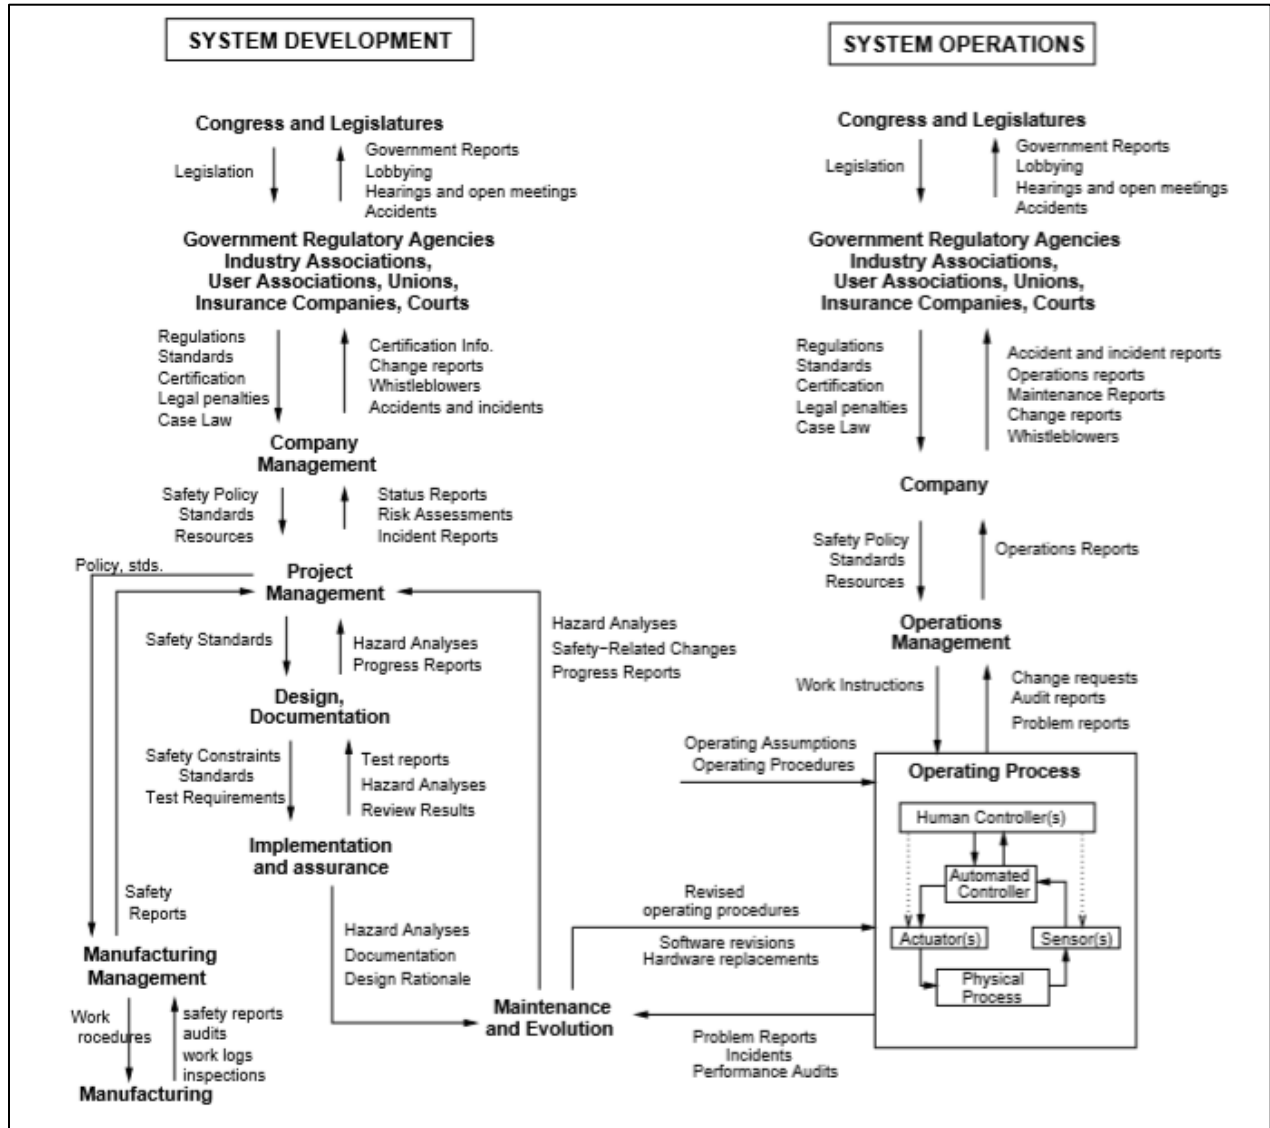 SYSTEM DEVELOPMENT
Congress and Legislatures
Legislation
Government Reports
Lobbying
Hearings and open meetings
Accidents
Government Regulatory Agencies
Industry Associations,
User Associations, Unions,
Insurance Companies, Courts
Regulations
Standards
Certification
Legal penalties
Case Law
Certification Info.
Change reports
Whistleblowers
Accidents and incidents
Company
Management
Safety Policy
Standards
Resources
Status Reports
Risk Assessments
Incident Reports
Policy, stds.
Project
Management
Safety Standards
Hazard Analyses
Progress Reports
Hazard Analyses
Safety-Related Changes
Progress Reports
Design,
Documentation
Safety Constraints
Standards
Test Requirements
Test reports
Hazard Analyses
Review Results
Implementation
and assurance
Safety
Reports
Hazard Analyses
Documentation
Design Rationale
Manufacturing
Management
Work
rocedures
safety reports
audits
work logs
inspections
Manufacturing
Maintenance
and Evolution
Revised
operating procedures
Software revisions
Hardware replacements
Problem Reports
Incidents
Performance Audits
SYSTEM OPERATIONS
Congress and Legislatures
Legislation
Government Reports
Lobbying
Hearings and open meetings
Accidents
Government Regulatory Agencies
Industry Associations,
User Associations, Unions,
Insurance Companies, Courts
Regulations
Standards
Certification
Legal penalties
Case Law
Accident and incident reports
Operations reports
Maintenance Reports
Change reports
Whistleblowers
Company
Safety Policy
Standards
Resources
Operations Reports
Operations
Management
Work Instructions
Change requests
Audit reports
Problem reports
Operating Assumptions
Operating Procedures
Operating Process
Human Controller(s)
Automated
Controller
Actuator(s)
Sensor(s)
Physical
Process